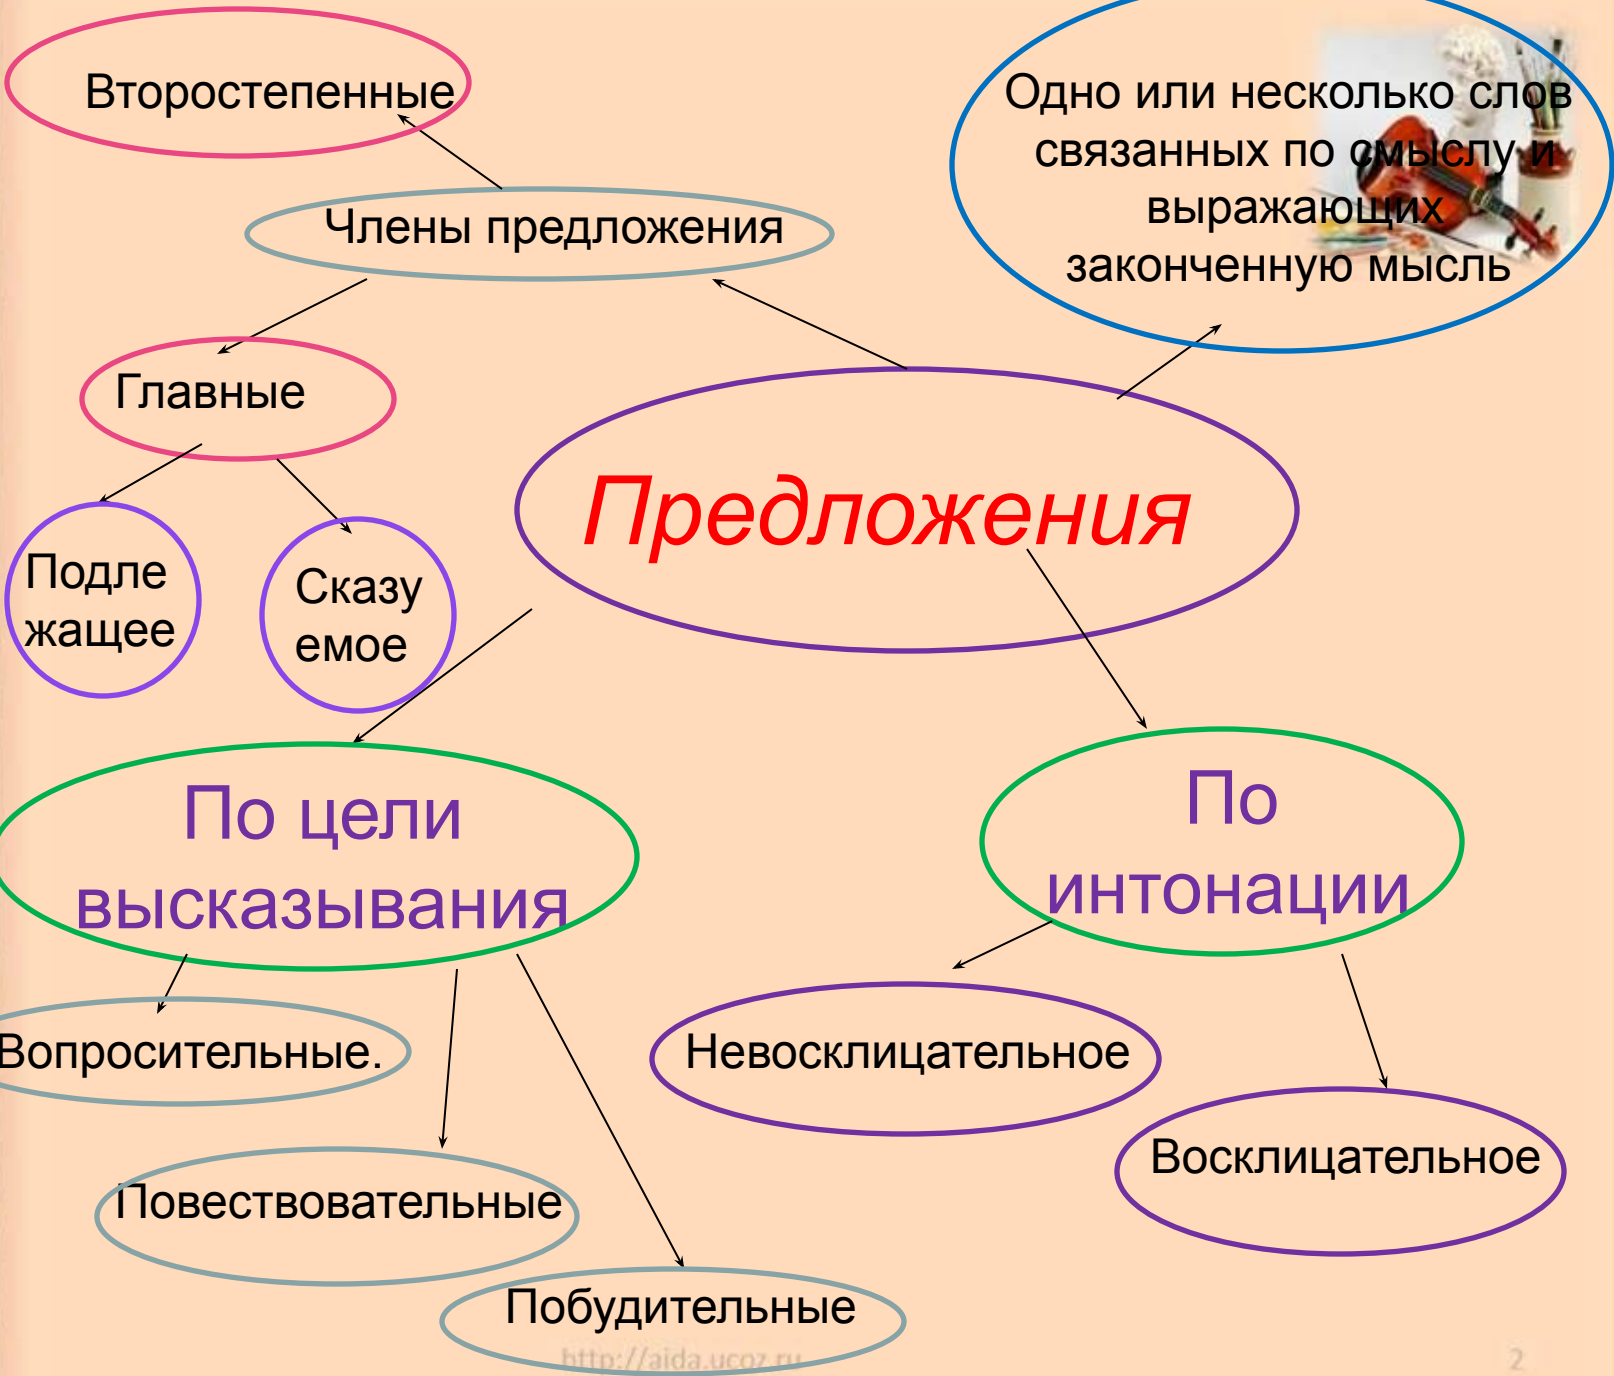 Второстепенные
Одно или несколько слов
связанных по смыслу и
выражающих
законченную мысль
Члены предложения
Главные
Предложения
Подле
жащее
Сказу
емое
По цели
высказывания
По
интонации
Вопросительные.
Невосклицательное
Восклицательное
Повествовательные
Побудительные
http://aida.ucoz.ru
2